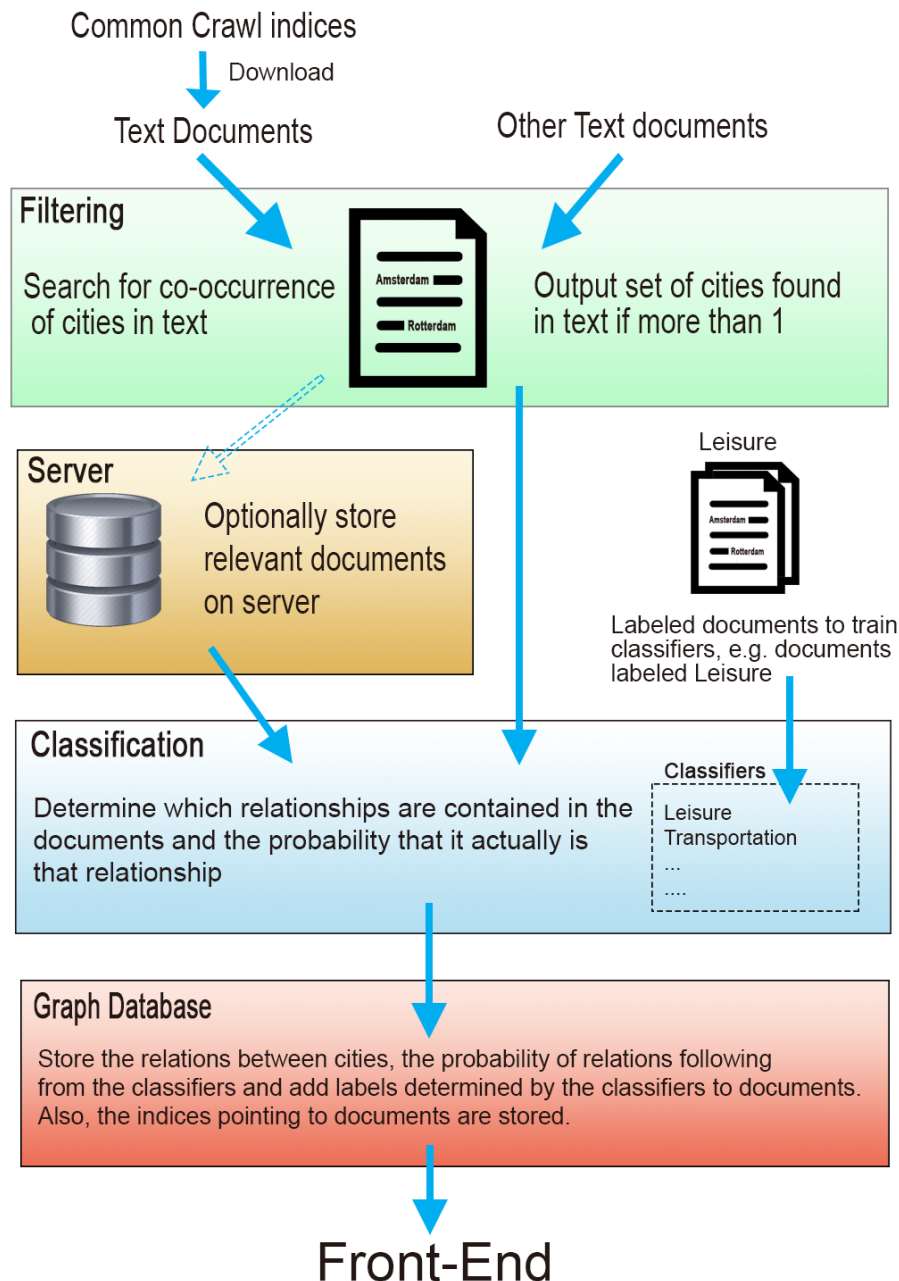 Common Crawl indices
Download
Text Documents
Other Text documents
Filtering
Search for co-occurrence
of cities in text
Amsterdam
Rotterdam
Output set of cities found
in text if more than 1
Server
Optionally store
relevant documents
on server
Leisure
Amsterdam
Rotterdam
Labeled documents to train
classifiers, e.g. documents
labeled Leisure
Classification
Determine which relationships are contained in the
documents and the probability that it actually is
that relationship
Classifiers
Leisure
Transportation
...
....
Graph Database
Store the relations between cities, the probability of relations following
from the classifiers and add labels determined by the classifiers to documents.
Also, the indices pointing to documents are stored.
Front-End